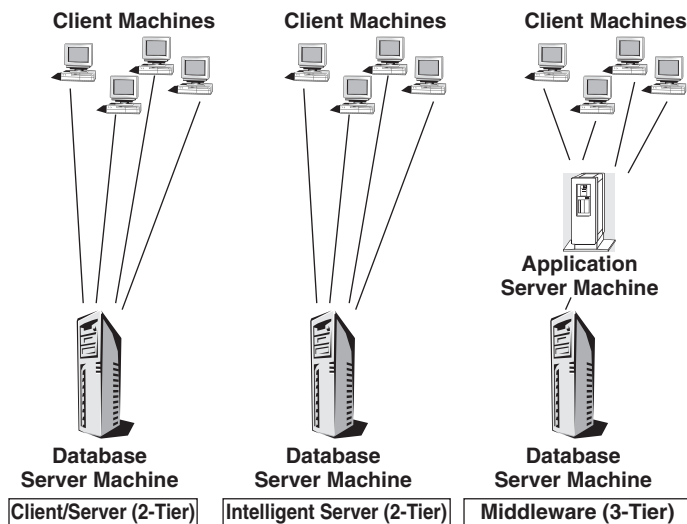 Client Machines
Client Machines
Client Machines
Application
Server Machine
Database
Server Machine
Database
Server Machine
Database
Server Machine
Client/Server (2-Tier)
Intelligent Server (2-Tier)
Middleware (3-Tier)